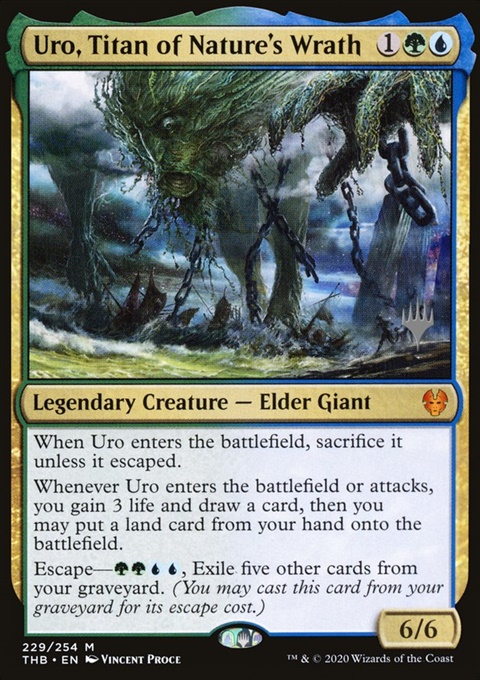 Uro, Titan of Nature's Wrath 1
Legendary Creature — Elder Giant
When Uro enters the battlefield, sacrifice it
unless it escaped.
Whenever Uro enters the battlefield or attacks,
you gain 3 life and draw a card, then you
may put a land card from your hand onto the
battlefield.
Escape—, Exile five other cards from
your graveyard. (You may cast this card from your
graveyard for its escape cost.)
6/6
229/254 M
THB • EN Vincent Proce
™ & © 2020 Wizards of the Coast